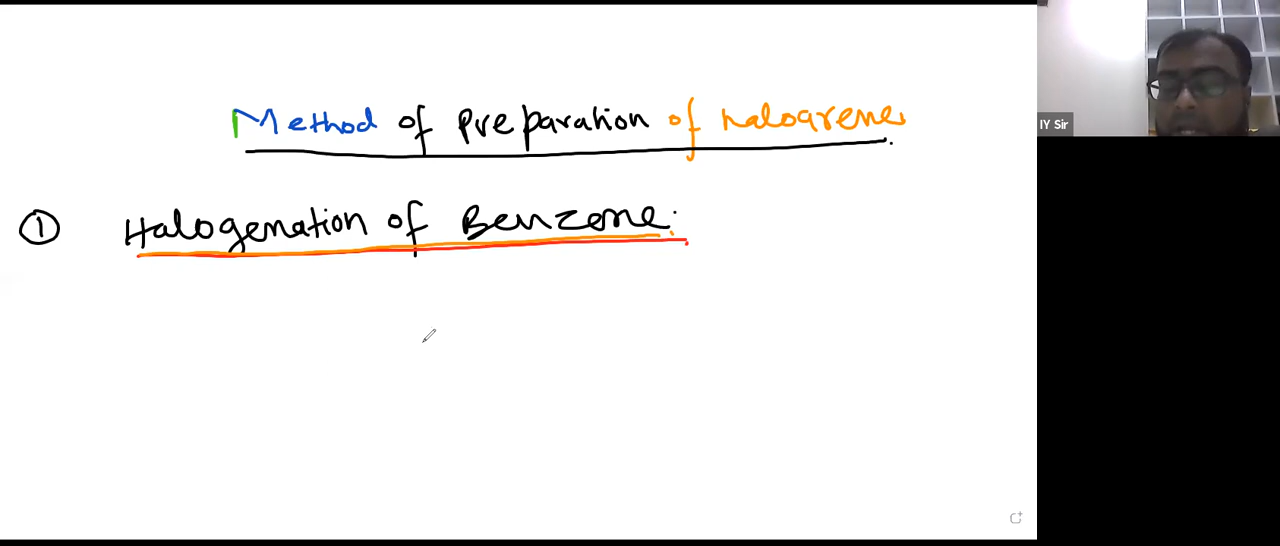 Method of Preparation of haloarenes
① Halogenation of Benzene:
IY Sir